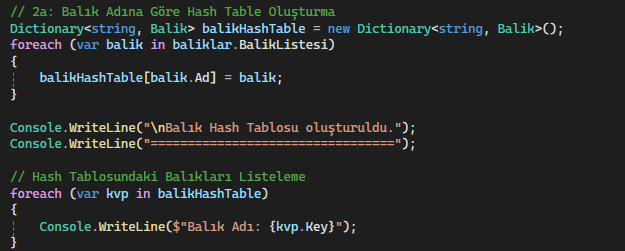 // 2a: Balık Adına Göre Hash Table Oluşturma
Dictionary<string, Balik> balikHashTable = new Dictionary<string, Balik>();
foreach (var balik in baliklar.BalikListesi)
{
    balikHashTable[balik.Ad] = balik;
}

Console.WriteLine("\nBalık Hash Tablosu oluşturuldu.");
Console.WriteLine("================================");

// Hash Tablosundaki Balıkları Listeleme
foreach (var kvp in balikHashTable)
{
    Console.WriteLine($"Balık Adı: {kvp.Key}");
}